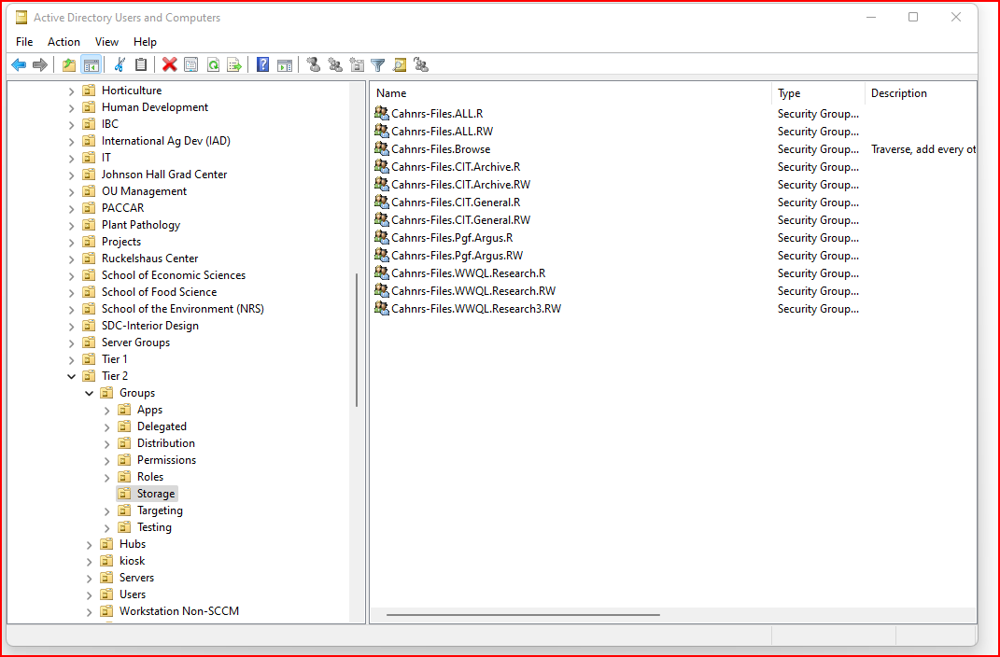 Active Directory Users and Computers
File Action View Help
Horticulture
Human Development
IBC
International Ag Dev (IAD)
IT
Johnson Hall Grad Center
OU Management
PACCAR
Plant Pathology
Projects
Ruckelshaus Center
School of Economic Sciences
School of Food Science
School of the Environment (NRS)
SDC-Interior Design
Server Groups
Tier 1
Tier 2
Groups
Apps
Delegated
Distribution
Permissions
Roles
Storage
Targeting
Testing
Hubs
kiosk
Servers
Users
Workstation Non-SCCM
Name Type Description
Cahnrs-Files.ALL.R Security Group...
Cahnrs-Files.ALL.RW Security Group...
Cahnrs-Files.Browse Security Group... Traverse, add every ot
Cahnrs-Files.CIT.Archive.R Security Group...
Cahnrs-Files.CIT.Archive.RW Security Group...
Cahnrs-Files.CIT.General.R Security Group...
Cahnrs-Files.CIT.General.RW Security Group...
Cahnrs-Files.Pgf.Argus.R Security Group...
Cahnrs-Files.Pgf.Argus.RW Security Group...
Cahnrs-Files.WWQL.Research.R Security Group...
Cahnrs-Files.WWQL.Research.RW Security Group...
Cahnrs-Files.WWQL.Research3.RW Security Group...